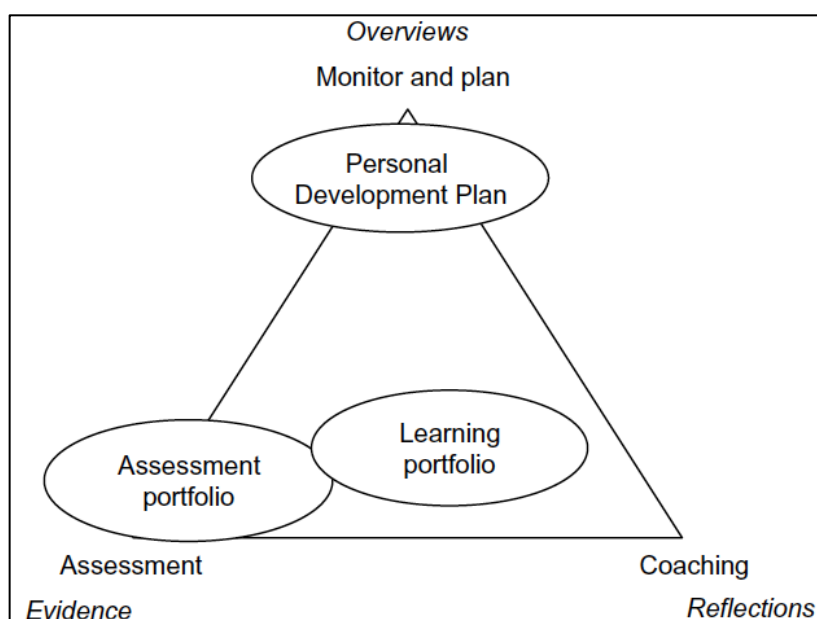 Overviews
Monitor and plan
Personal
Development Plan
Learning
portfolio
Assessment
portfolio
Assessment
Coaching
Evidence
Reflections